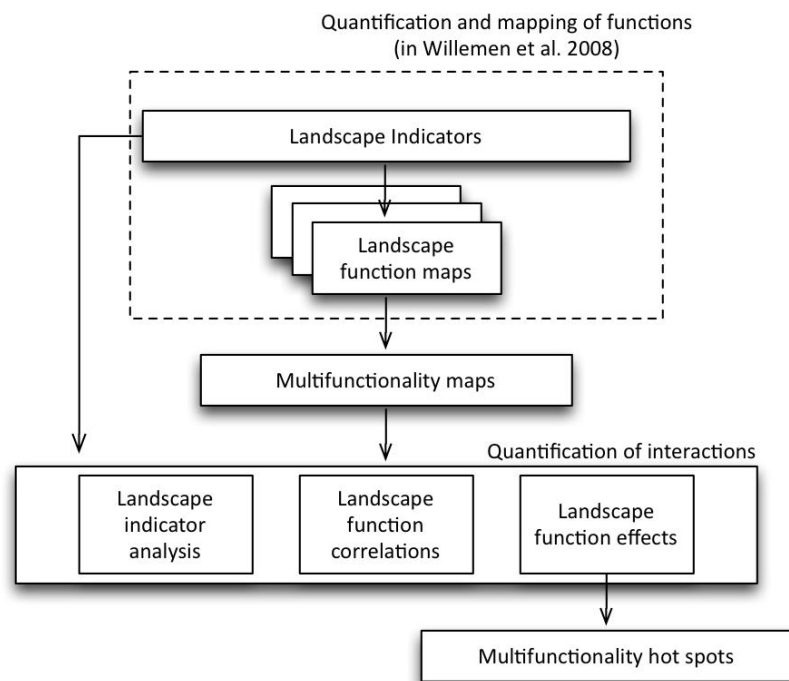 Quantification and mapping of functions
(in Willemen et al. 2008)
Landscape Indicators
Landscape
function maps
Multifunctionality maps
Quantification of interactions
Landscape
indicator
analysis
Landscape
function
correlations
Landscape
function effects
Multifunctionality hot spots